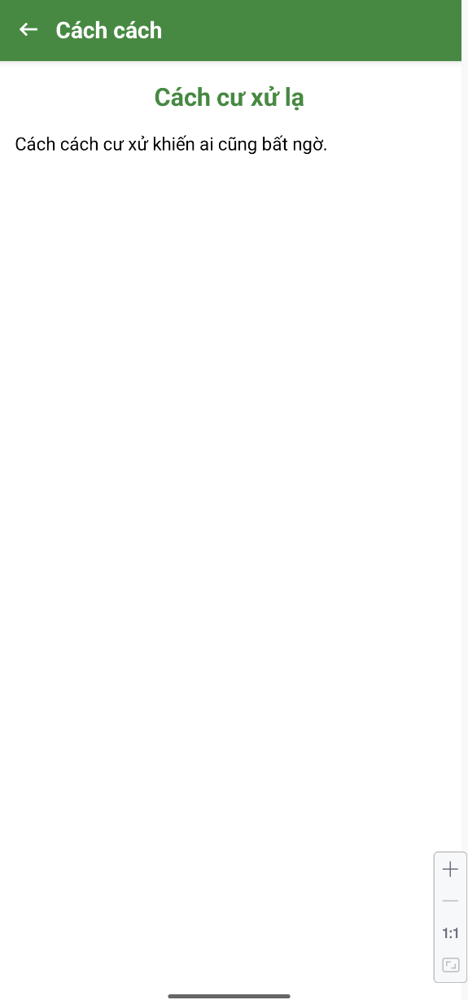 Cách cách
Cách cư xử lạ
Cách cách cư xử khiến ai cũng bất ngờ.
1:1